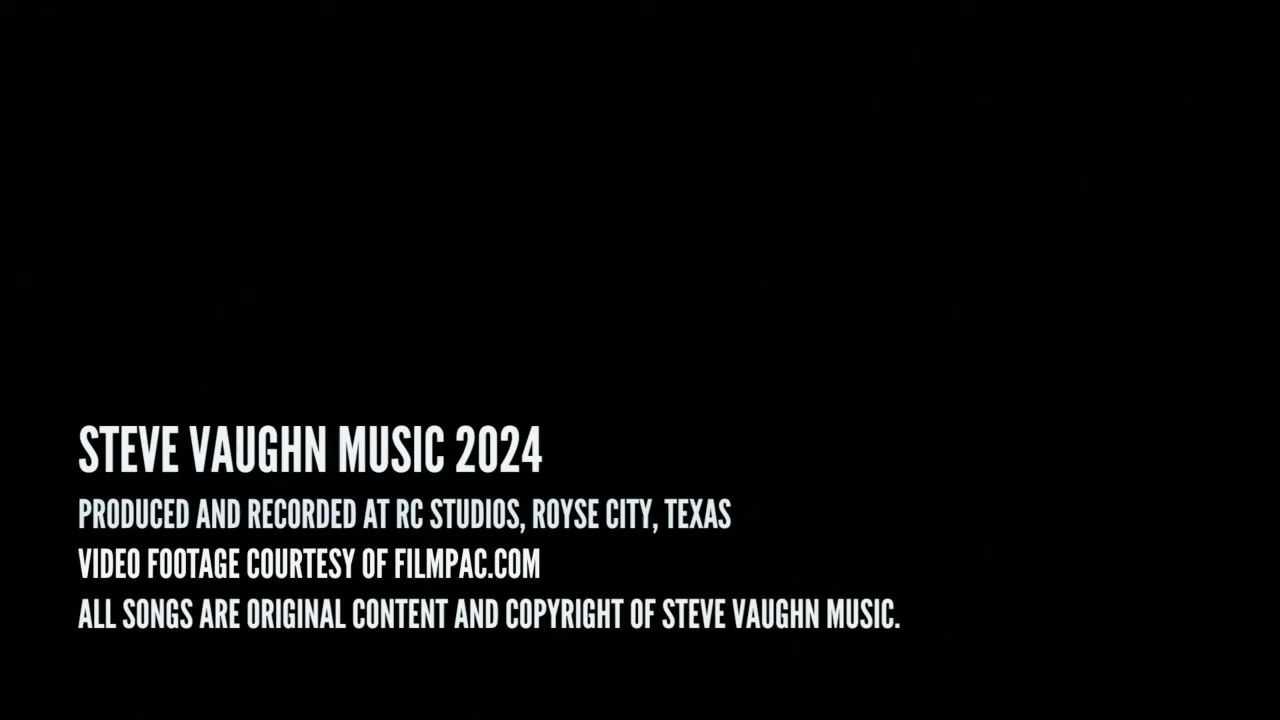 STEVE VAUGHN MUSIC 2024
PRODUCED AND RECORDED AT RC STUDIOS, ROYSE CITY, TEXAS
VIDEO FOOTAGE COURTESY OF FILMPAC.COM
ALL SONGS ARE ORIGINAL CONTENT AND COPYRIGHT OF STEVE VAUGHN MUSIC.